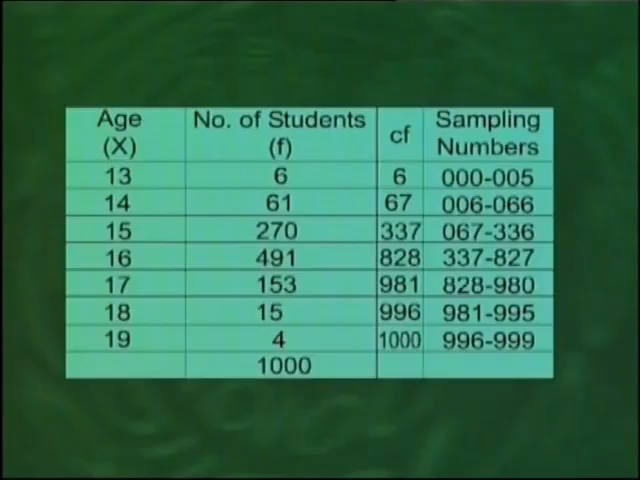 Age No. of Students cf Sampling
(X) (f) Numbers
13 6 6 000-005
14 61 67 006-066
15 270 337 067-336
16 491 828 337-827
17 153 981 828-980
18 15 996 981-995
19 4 1000 996-999
1000